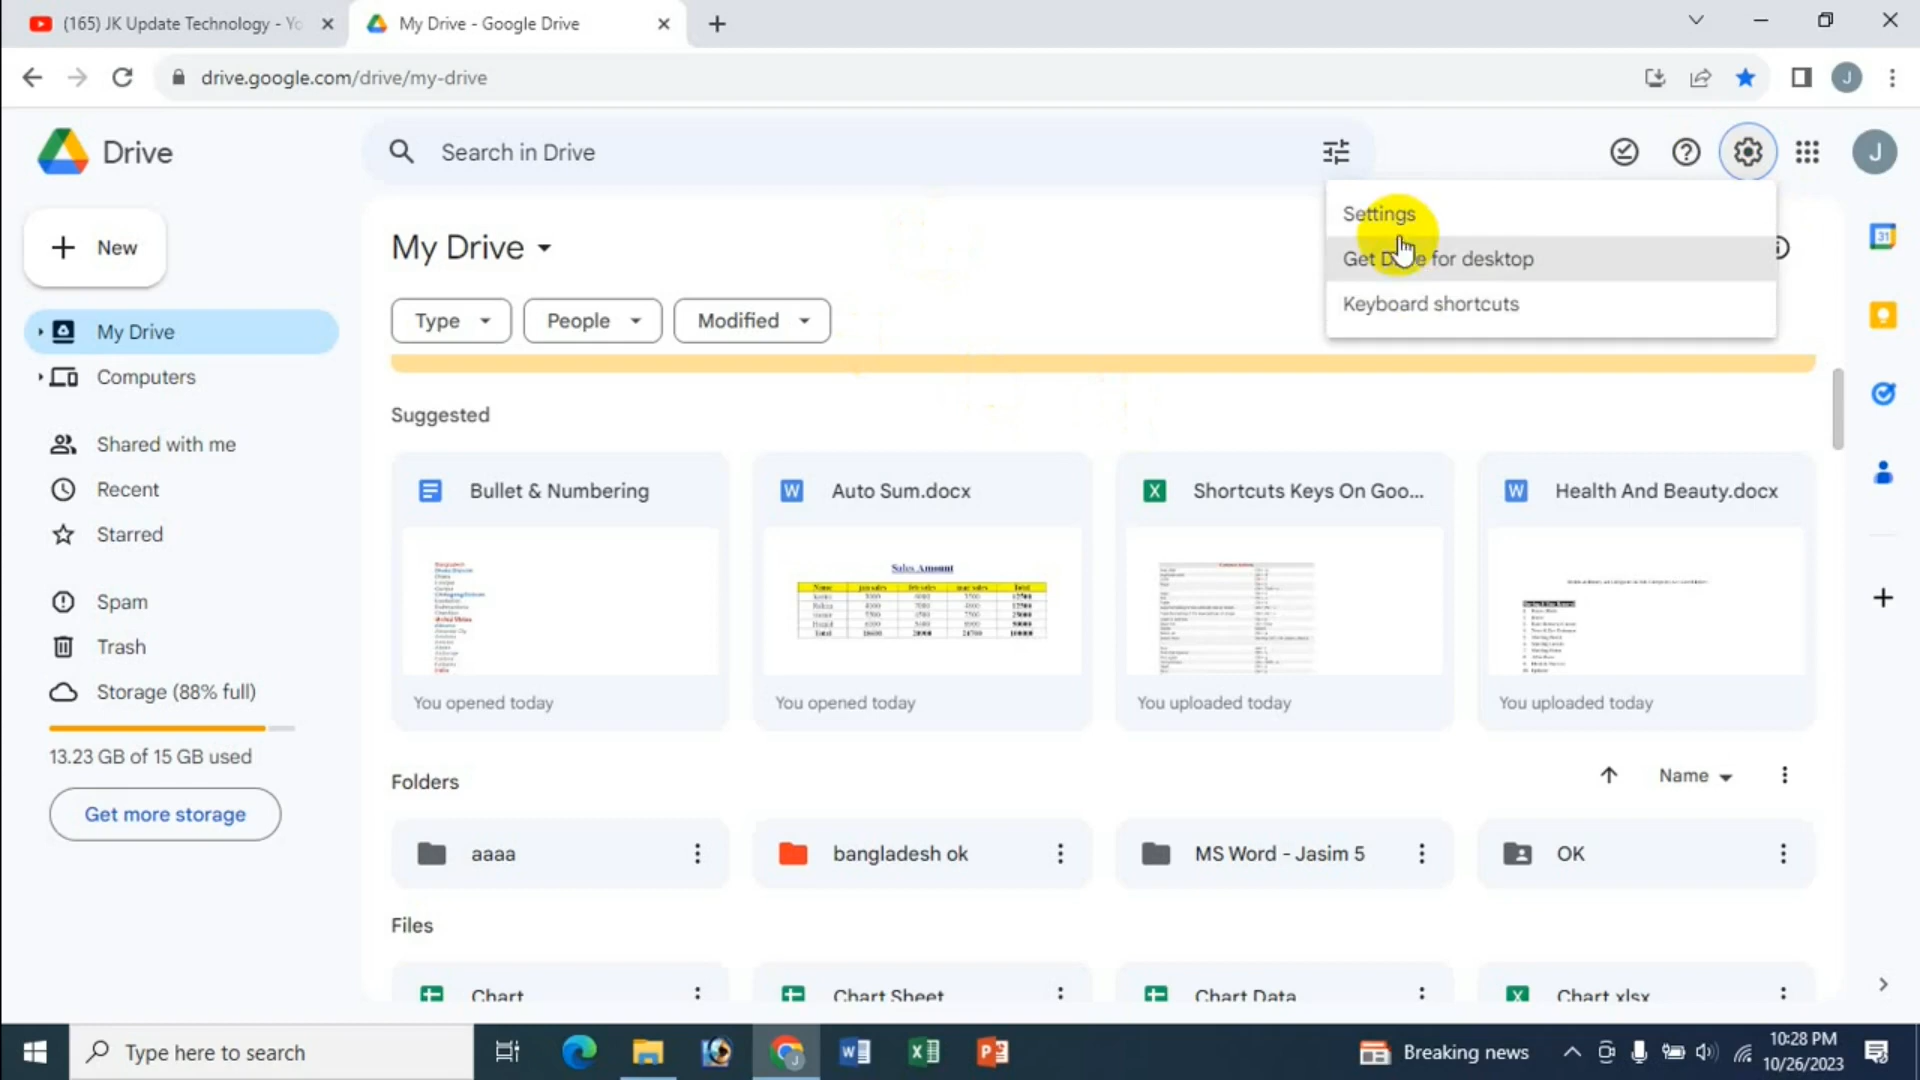 (165) JK Update Technology - Yo
My Drive - Google Drive
drive.google.com/drive/my-drive
J
Drive
Search in Drive
J
Settings
Get Drive for desktop
Keyboard shortcuts
New
My Drive
31
Type
People
Modified
My Drive
Computers
Shared with me
Recent
Starred
Spam
Trash
Storage (88% full)
13.23 GB of 15 GB used
Get more storage
Suggested
Bullet & Numbering
Auto Sum.docx
Shortcuts Keys On Goo...
Health And Beauty.docx
Sales Amount
You opened today
You opened today
You uploaded today
You uploaded today
Folders
Name
aaaa
bangladesh ok
MS Word - Jasim 5
OK
Files
Chart
Chart Sheet
Chart Data
Chart xlsx
Type here to search
Breaking news
10:28 PM
10/26/2023